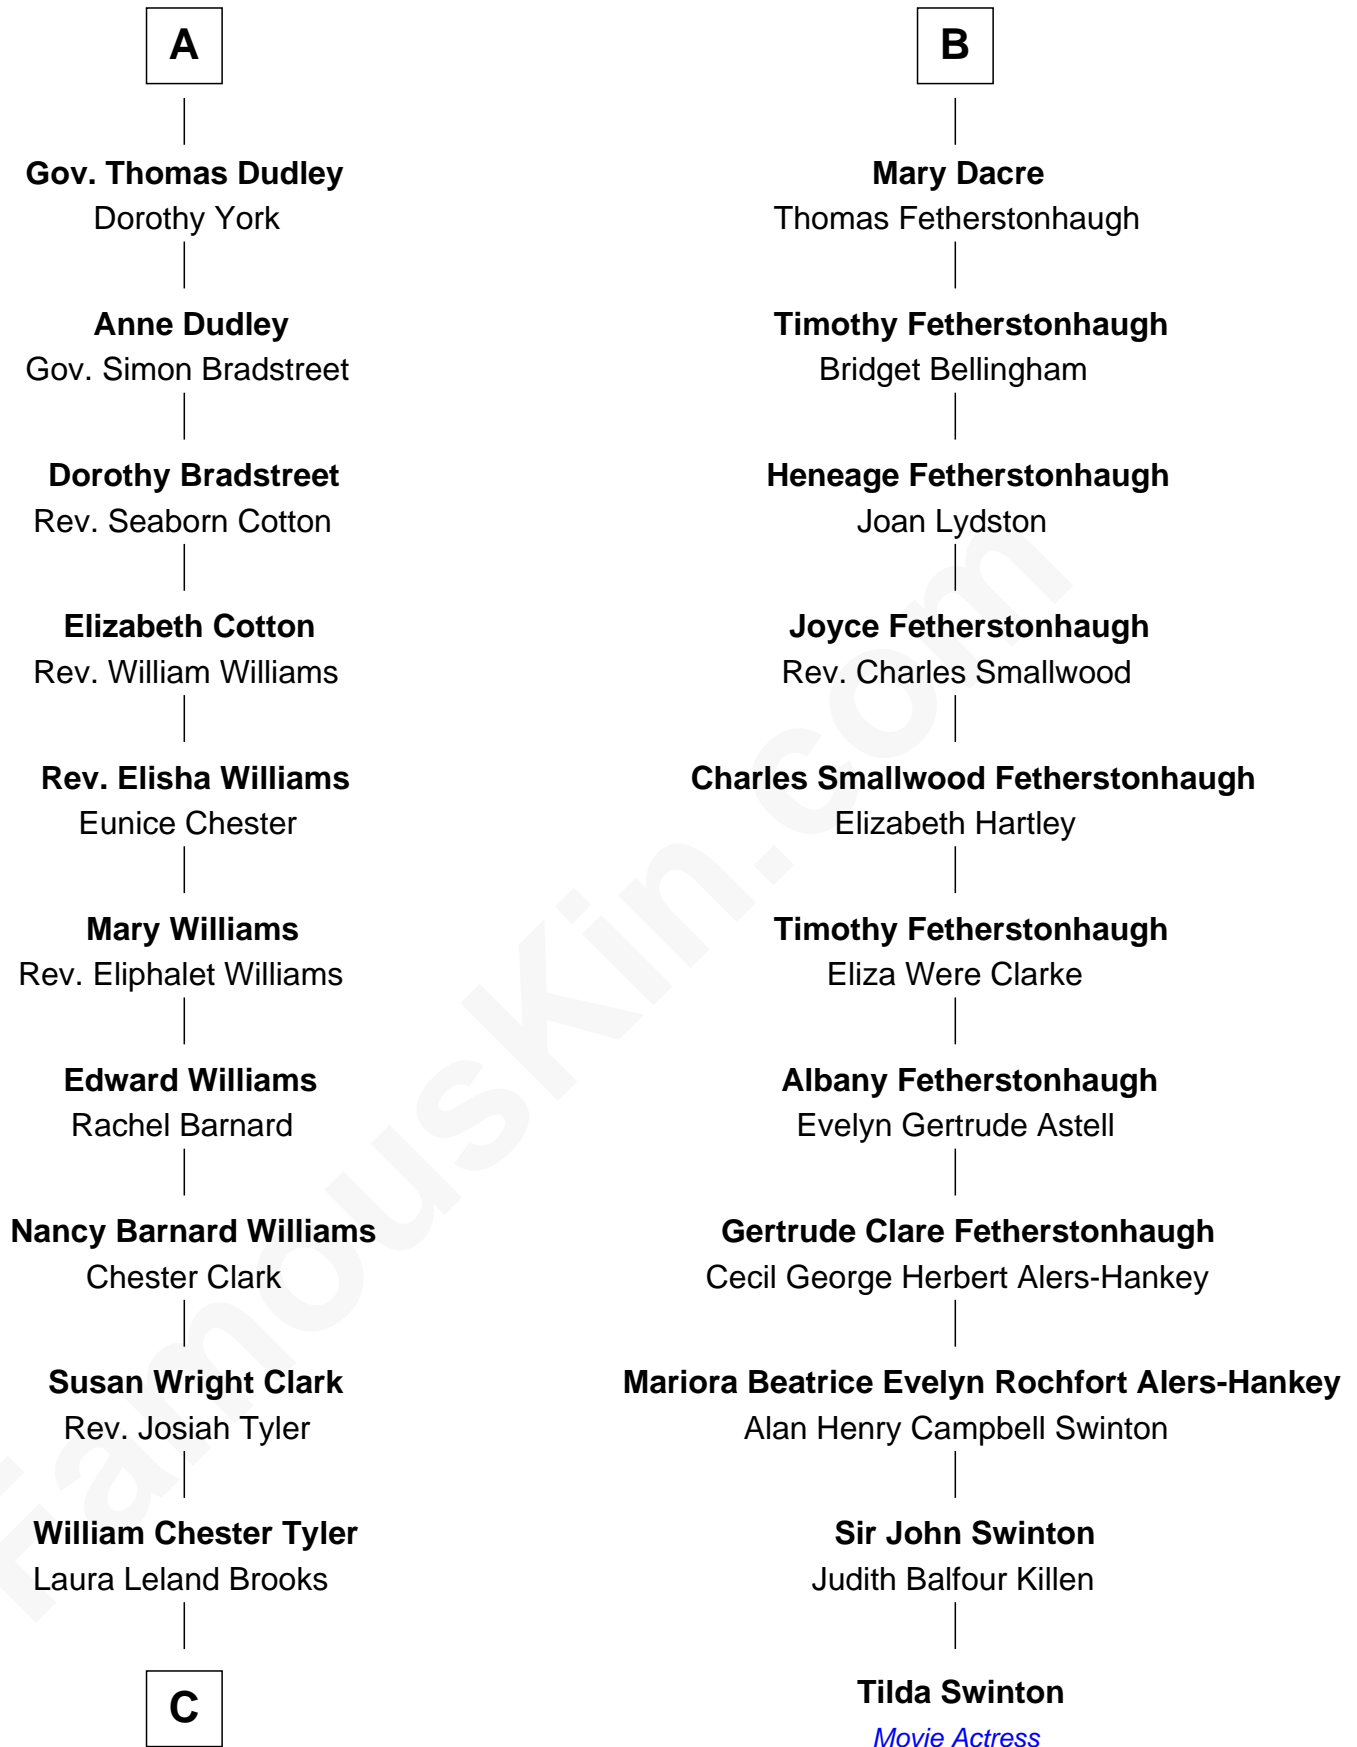 A
Gov. Thomas Dudley
Dorothy York
Anne Dudley
Gov. Simon Bradstreet
Dorothy Bradstreet
Rev. Seaborn Cotton
Elizabeth Cotton
Rev. William Williams
Rev. Elisha Williams
Eunice Chester
Mary Williams
Rev. Eliphalet Williams
Edward Williams
Rachel Barnard
Nancy Barnard Williams
Chester Clark
Susan Wright Clark
Rev. Josiah Tyler
William Chester Tyler
Laura Leland Brooks
C
B
Mary Dacre
Thomas Fetherstonhaugh
Timothy Fetherstonhaugh
Bridget Bellingham
Heneage Fetherstonhaugh
Joan Lydston
Joyce Fetherstonhaugh
Rev. Charles Smallwood
Charles Smallwood Fetherstonhaugh
Elizabeth Hartley
Timothy Fetherstonhaugh
Eliza Were Clarke
Albany Fetherstonhaugh
Evelyn Gertrude Astell
Gertrude Clare Fetherstonhaugh
Cecil George Herbert Alers-Hankey
Mariora Beatrice Evelyn Rochfort Alers-Hankey
Alan Henry Campbell Swinton
Sir John Swinton
Judith Balfour Killen
Tilda Swinton
Movie Actress
FamousKin.com